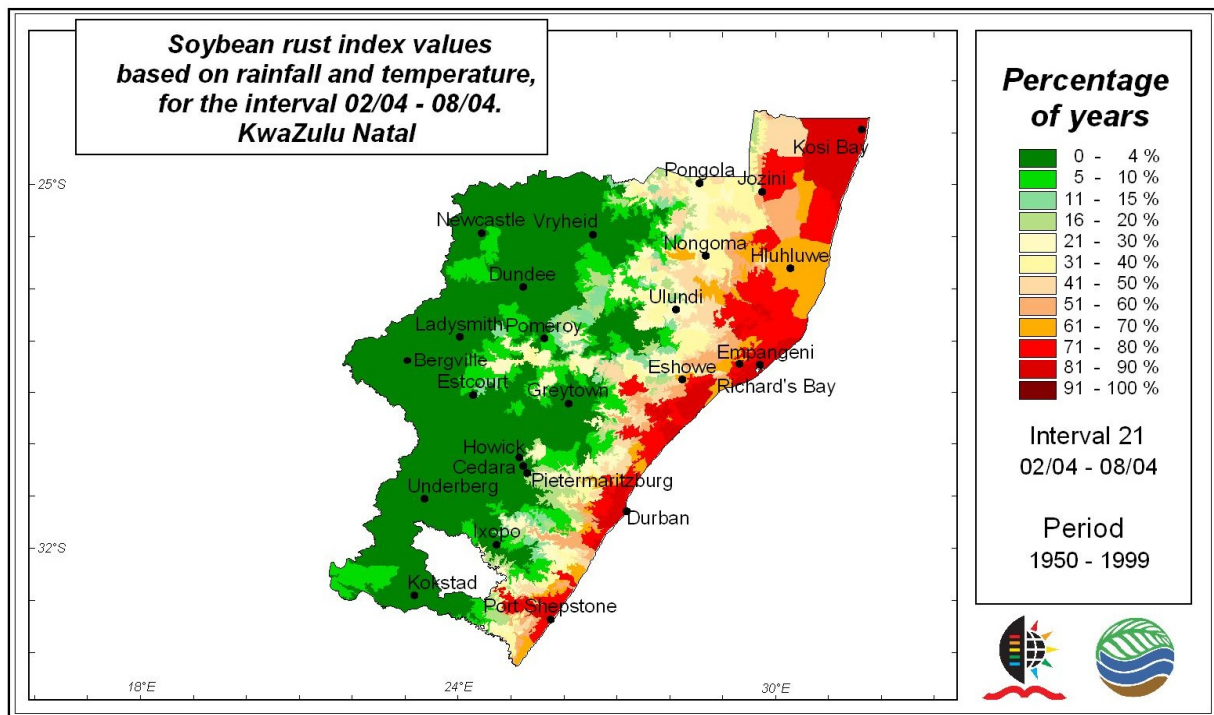 Soybean rust index values
based on rainfall and temperature,
for the interval 02/04 - 08/04.
KwaZulu Natal
Percentage
of years
0 - 4 %
5 - 10 %
11 - 15 %
16 - 20 %
21 - 30 %
31 - 40 %
41 - 50 %
51 - 60 %
61 - 70 %
71 - 80 %
81 - 90 %
91 - 100 %
Interval 21
02/04 - 08/04
Period
1950 - 1999
Kosi Bay
Pongola
Jozini
25°S
Newcastle
Vryheid
Nongoma
Hluhluwe
Dundee
Ulundi
Ladysmith
Pomeroy
Bergville
Empangeni
Eshowe
Estcourt
Richard's Bay
Greytown
Howick
Cedara
Pietermaritzburg
Underberg
Durban
Ixopo
32°S
Kokstad
Port Shepstone
18°E
24°E
30°E